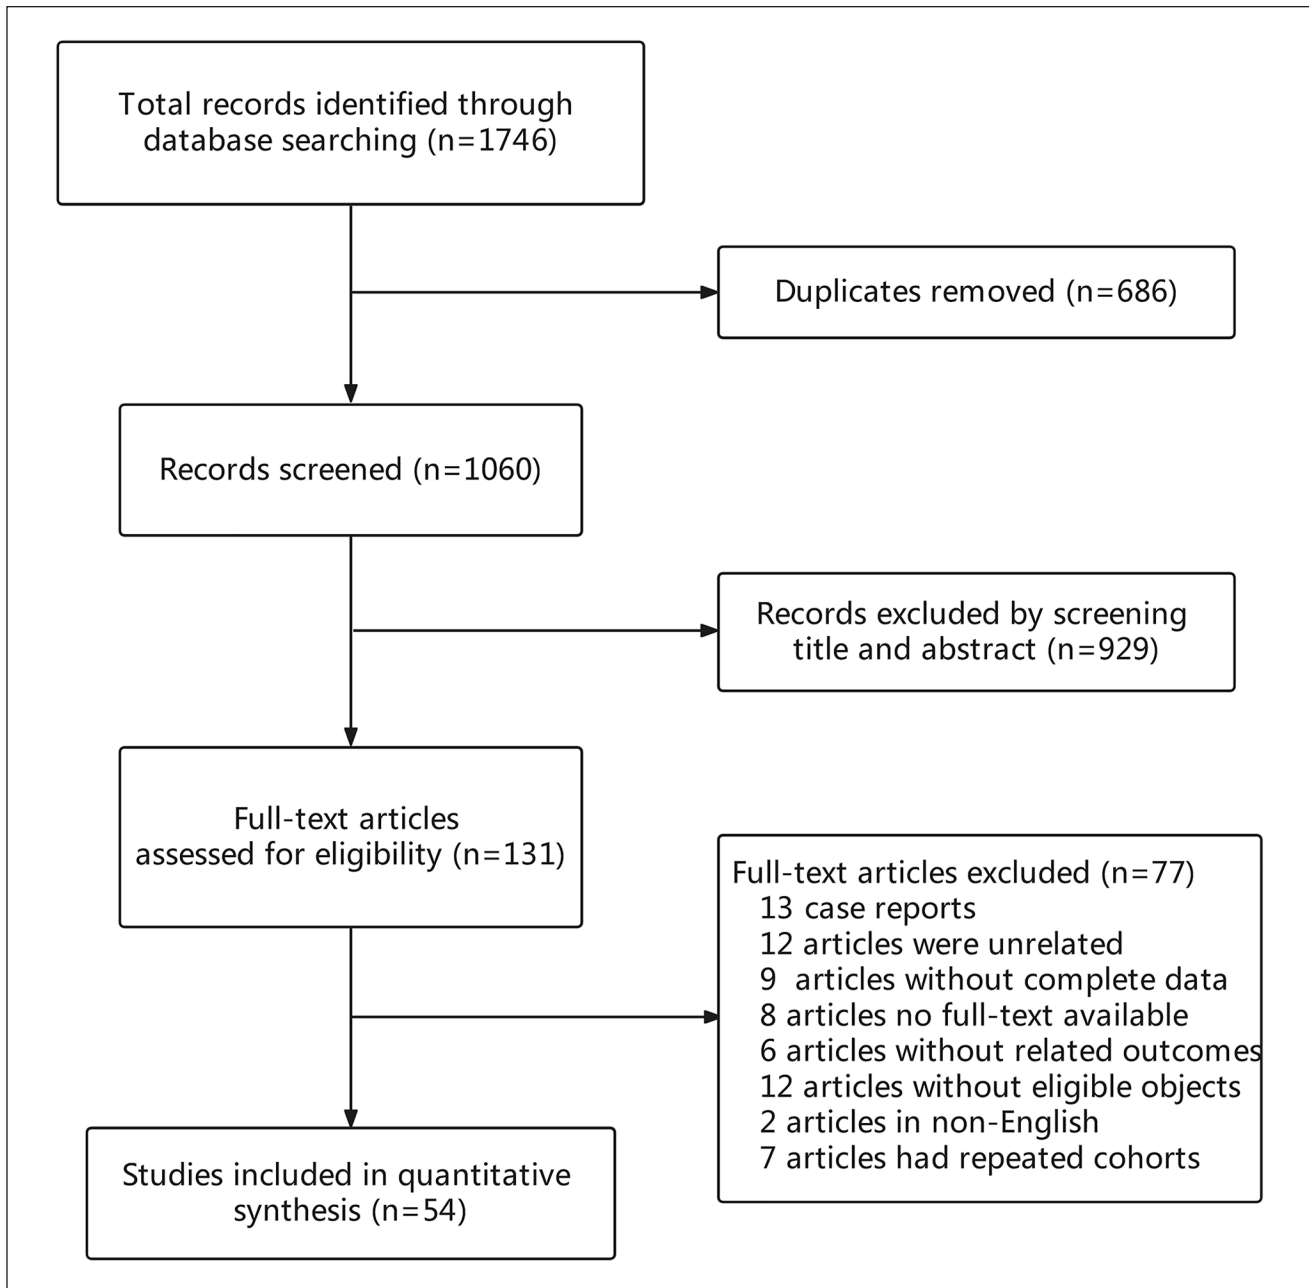 Total records identified through
database searching (n=1746)
Duplicates removed (n=686)
Records screened (n=1060)
Records excluded by screening
title and abstract (n=929)
Full-text articles
assessed for eligibility (n=131)
Full-text articles excluded (n=77)
13 case reports
12 articles were unrelated
9  articles without complete data
8 articles no full-text available
6 articles without related outcomes
12 articles without eligible objects
2 articles in non-English
7 articles had repeated cohorts
Studies included in quantitative
synthesis (n=54)